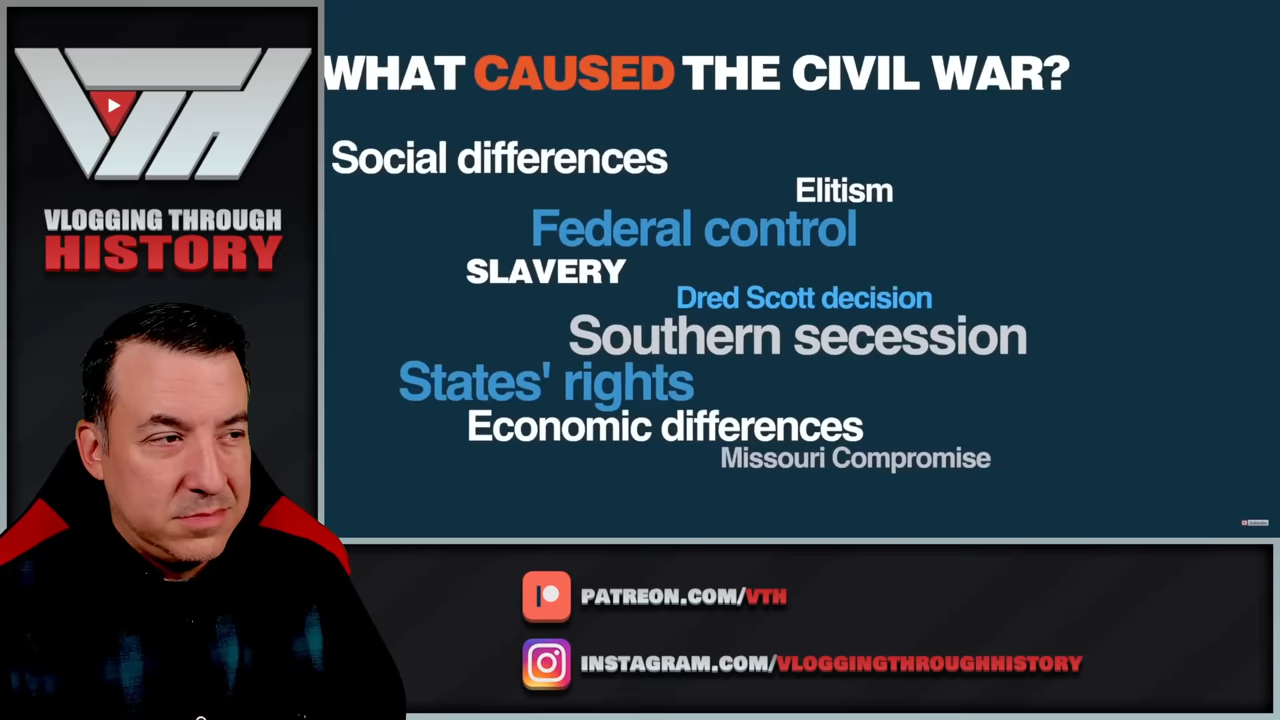 VTH
VLOGGING THROUGH
HISTORY
WHAT CAUSED THE CIVIL WAR?
Social differences
Elitism
Federal control
SLAVERY
Dred Scott decision
Southern secession
States' rights
Economic differences
Missouri Compromise
PATREON.COM/VTH
INSTAGRAM.COM/VLOGGINGTHROUGHHISTORY